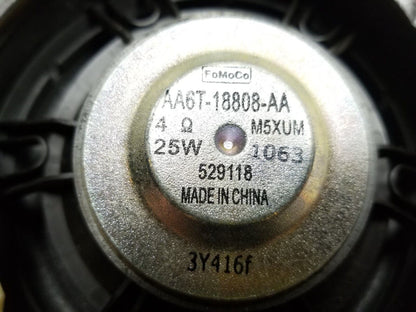 FoMoCo
AA6T-18808-AA
4 Ω M5XUM
25W 1063
529118
MADE IN CHINA
3Y416f